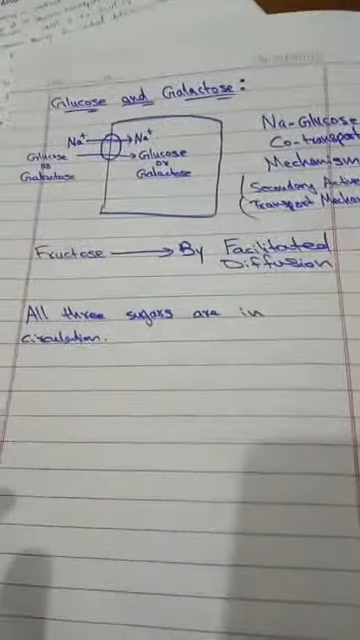 Glucose and Galactose:
Na+ → Na+
Glucose → Glucose
or or
Galactose Galactose
Na-Glucose
Co-transport
Mechanism
(Secondary Active
Transport
Fructose → By Facilitated
Diffusion
All three sugars are in
circulation.